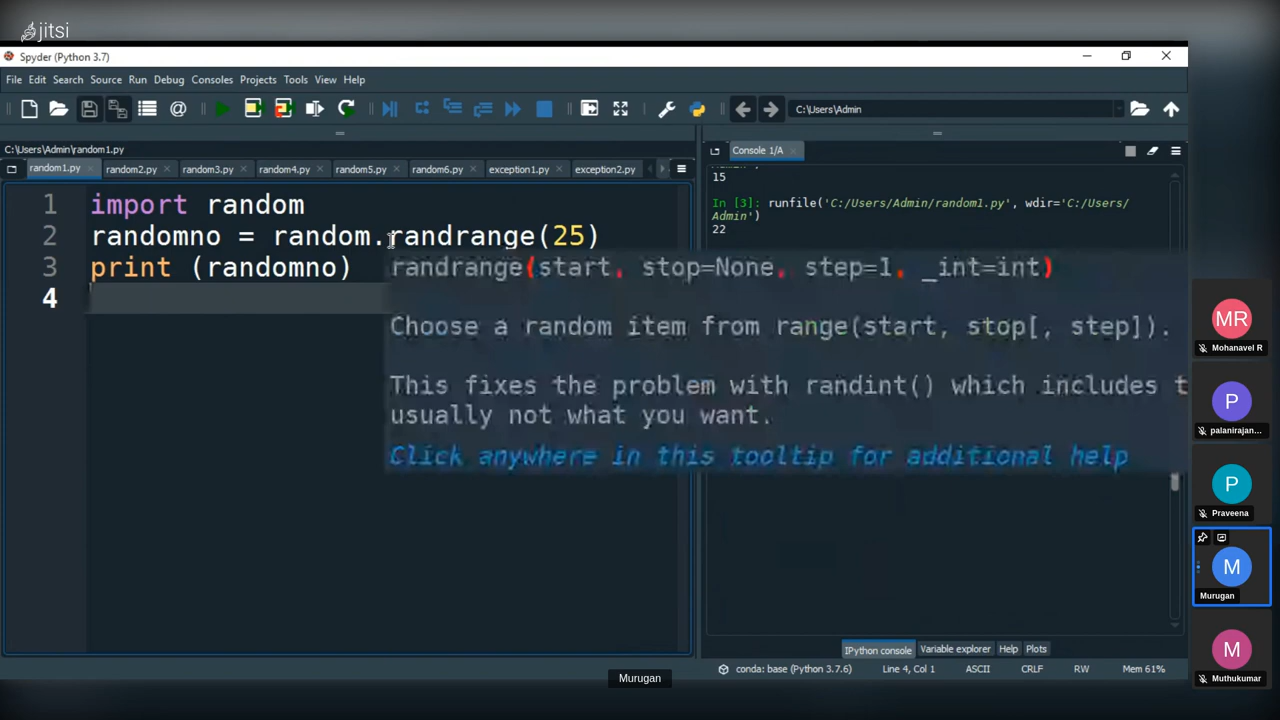 jitsi
Spyder (Python 3.7)
File Edit Search Source Run Debug Consoles Projects Tools View Help
C:\Users\Admin
C:\Users\Admin\random1.py
random1.py random2.py random3.py random4.py random5.py random6.py exception1.py exception2.py
1 import random
2 randomno = random.randrange(25)
3 print (randomno)
4
randrange(start, stop=None, step=1, _int=int)
Choose a random item from range(start, stop[, step]).
This fixes the problem with randint() which includes t
usually not what you want.
Click anywhere in this tooltip for additional help
Console 1/A
Admin')
15
In [3]: runfile('C:/Users/Admin/random1.py', wdir='C:/Users/
Admin')
22
IPython console Variable explorer Help Plots
conda: base (Python 3.7.6) Line 4, Col 1 ASCII CRLF RW Mem 61%
Murugan
MR
Mohanavel R
P
palanirajan...
P
Praveena
M
Murugan
M
Muthukumar